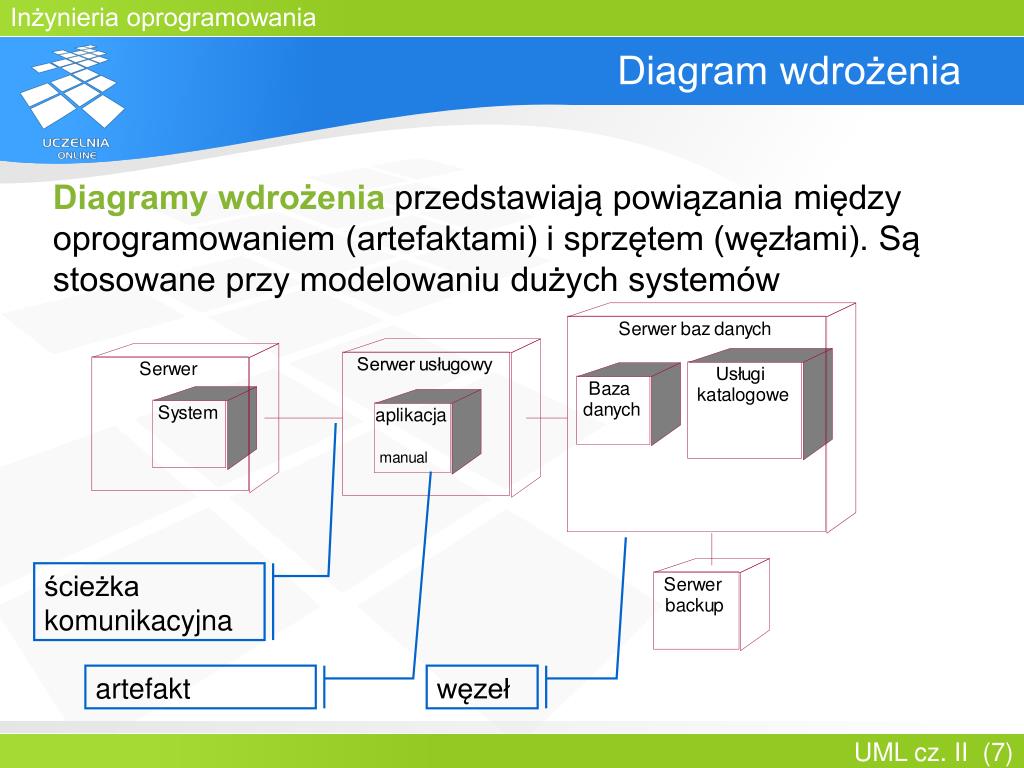 Inżynieria oprogramowania
Diagram wdrożenia
UCZELNIA
ONLINE
Diagramy wdrożenia przedstawiają powiązania między
oprogramowaniem (artefaktami) i sprzętem (węzłami). Są
stosowane przy modelowaniu dużych systemów
Serwer
System
Serwer usługowy
aplikacja
manual
Serwer baz danych
Baza
danych
Usługi
katalogowe
Serwer
backup
ścieżka
komunikacyjna
artefakt
węzeł
UML cz. II (7)